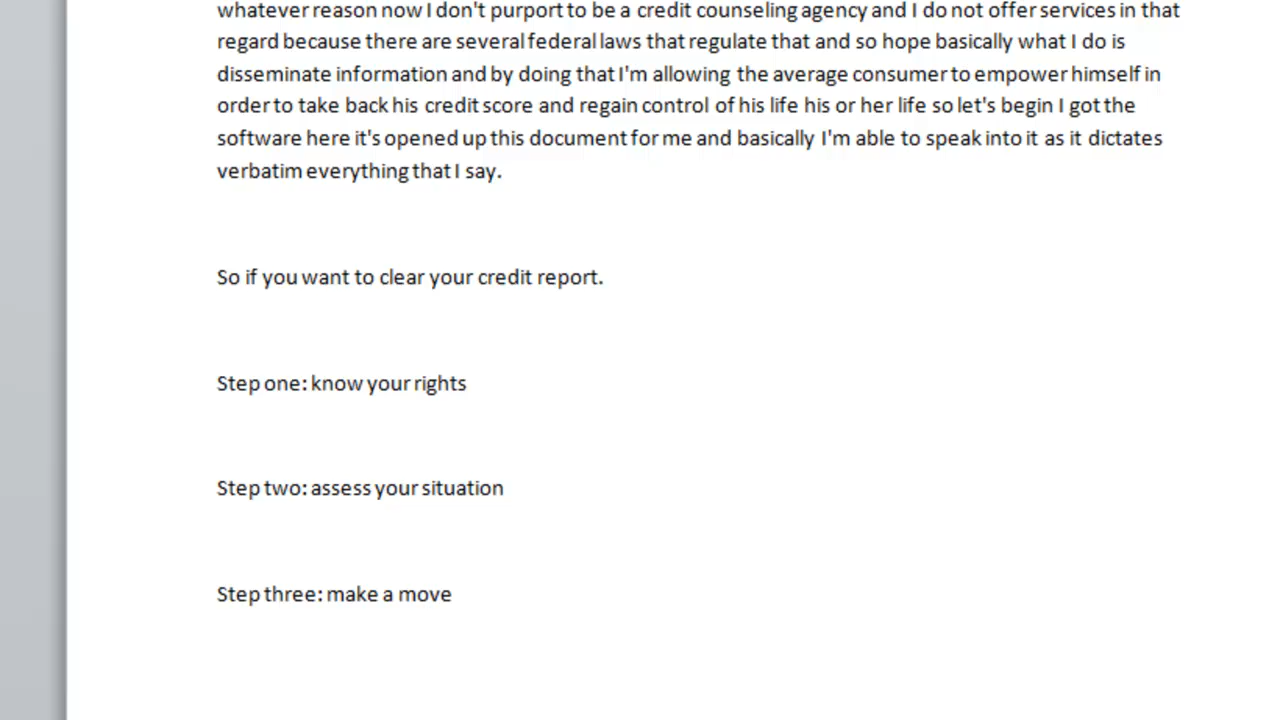 whatever reason now I don't purport to be a credit counseling agency and I do not offer services in that
regard because there are several federal laws that regulate that and so hope basically what I do is
disseminate information and by doing that I'm allowing the average consumer to empower himself in
order to take back his credit score and regain control of his life his or her life so let's begin I got the
software here it's opened up this document for me and basically I'm able to speak into it as it dictates
verbatim everything that I say.
So if you want to clear your credit report.
Step one: know your rights
Step two: assess your situation
Step three: make a move